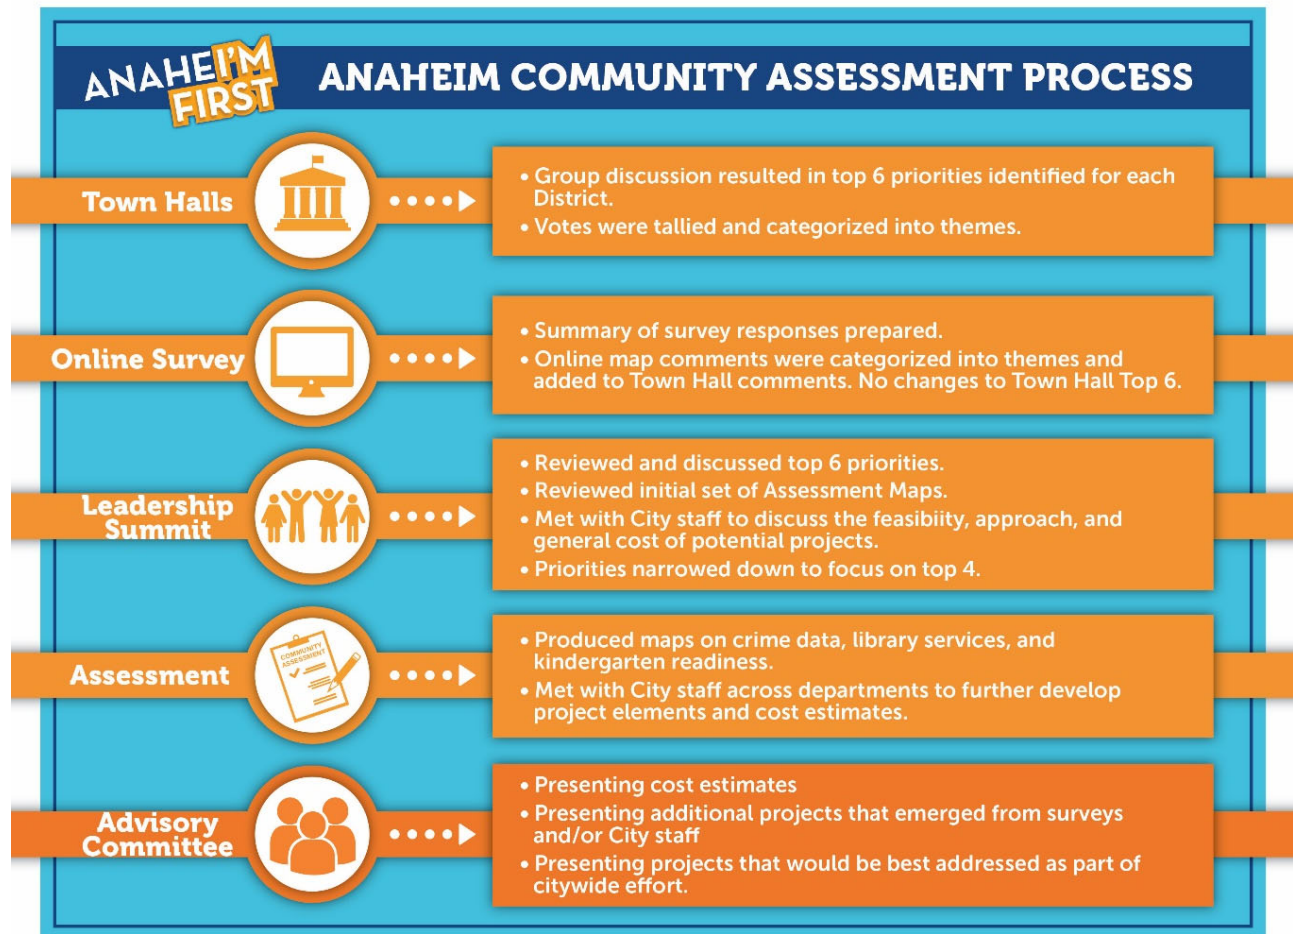 ANAHEI'M
FIRST
ANAHEIM COMMUNITY ASSESSMENT PROCESS
Town Halls
• Group discussion resulted in top 6 priorities identified for each
District.
• Votes were tallied and categorized into themes.
Online Survey
• Summary of survey responses prepared.
• Online map comments were categorized into themes and
added to Town Hall comments. No changes to Town Hall Top 6.
Leadership
Summit
• Reviewed and discussed top 6 priorities.
• Reviewed initial set of Assessment Maps.
• Met with City staff to discuss the feasibiity, approach, and
general cost of potential projects.
• Priorities narrowed down to focus on top 4.
Assessment
COMMUNITY
ASSESSMENT
• Produced maps on crime data, library services, and
kindergarten readiness.
• Met with City staff across departments to further develop
project elements and cost estimates.
Advisory
Committee
• Presenting cost estimates
• Presenting additional projects that emerged from surveys
and/or City staff
• Presenting projects that would be best addressed as part of
citywide effort.